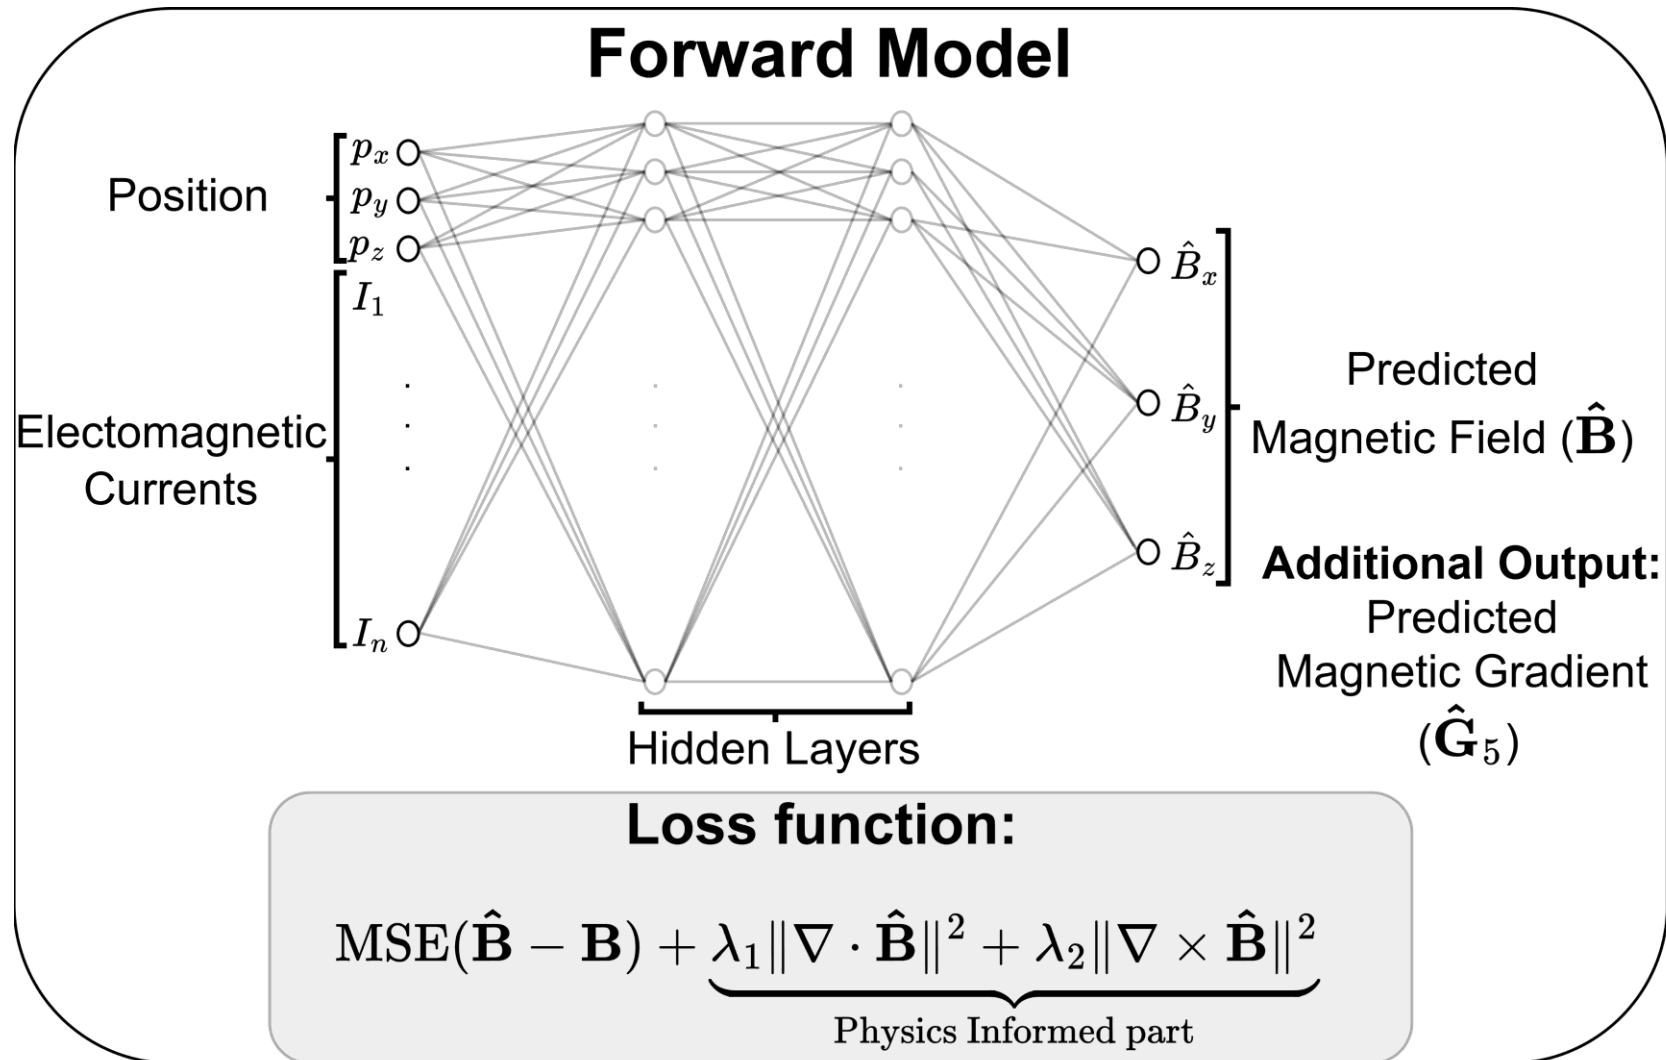 Forward Model
Position
p_x
p_y
p_z
Electomagnetic
Currents
I_1
.
.
.
I_n
Hidden Layers
B̂_x
B̂_y
B̂_z
Predicted
Magnetic Field (𝐁̂)
Additional Output:
Predicted
Magnetic Gradient
(𝐆̂_5)
Loss function:
MSE(𝐁̂ − 𝐁) + λ_1‖∇ · 𝐁̂‖² + λ_2‖∇ × 𝐁̂‖²
Physics Informed part